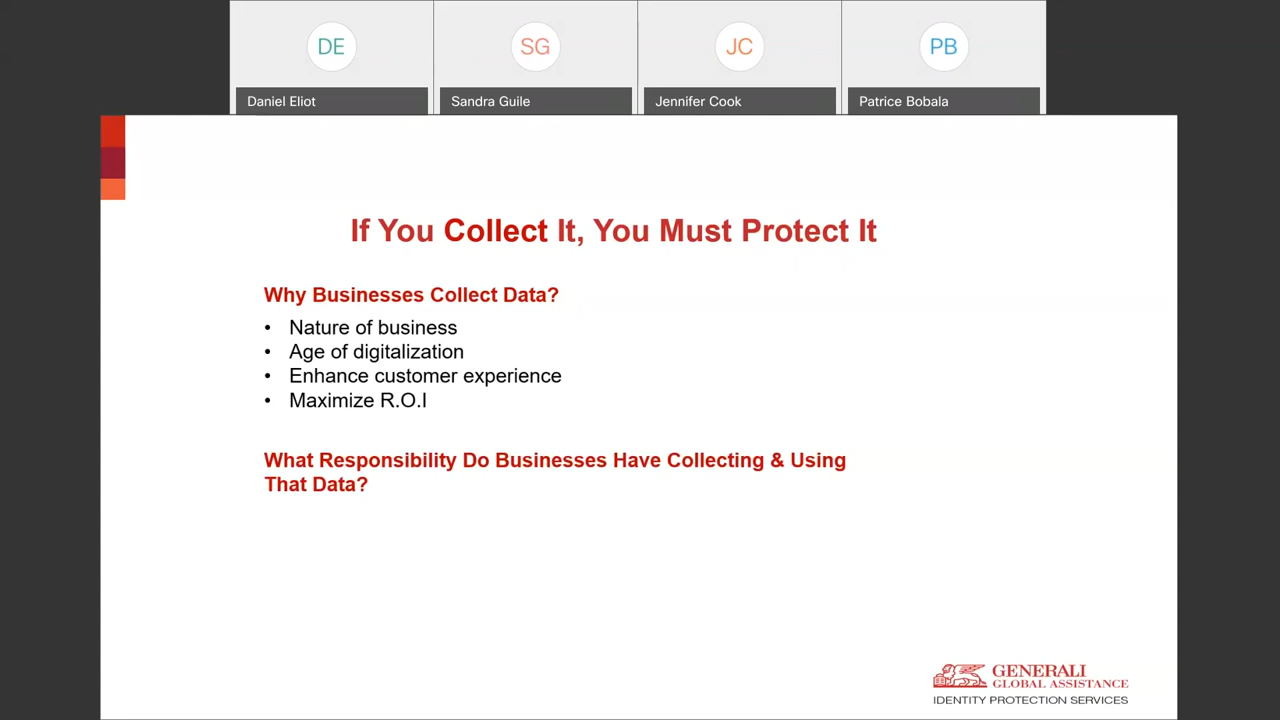 DE
SG
JC
PB
Daniel Eliot
Sandra Guile
Jennifer Cook
Patrice Bobala
If You Collect It, You Must Protect It
Why Businesses Collect Data?
• Nature of business
• Age of digitalization
• Enhance customer experience
• Maximize R.O.I
What Responsibility Do Businesses Have Collecting & Using
That Data?
GENERALI
GLOBAL ASSISTANCE
IDENTITY PROTECTION SERVICES